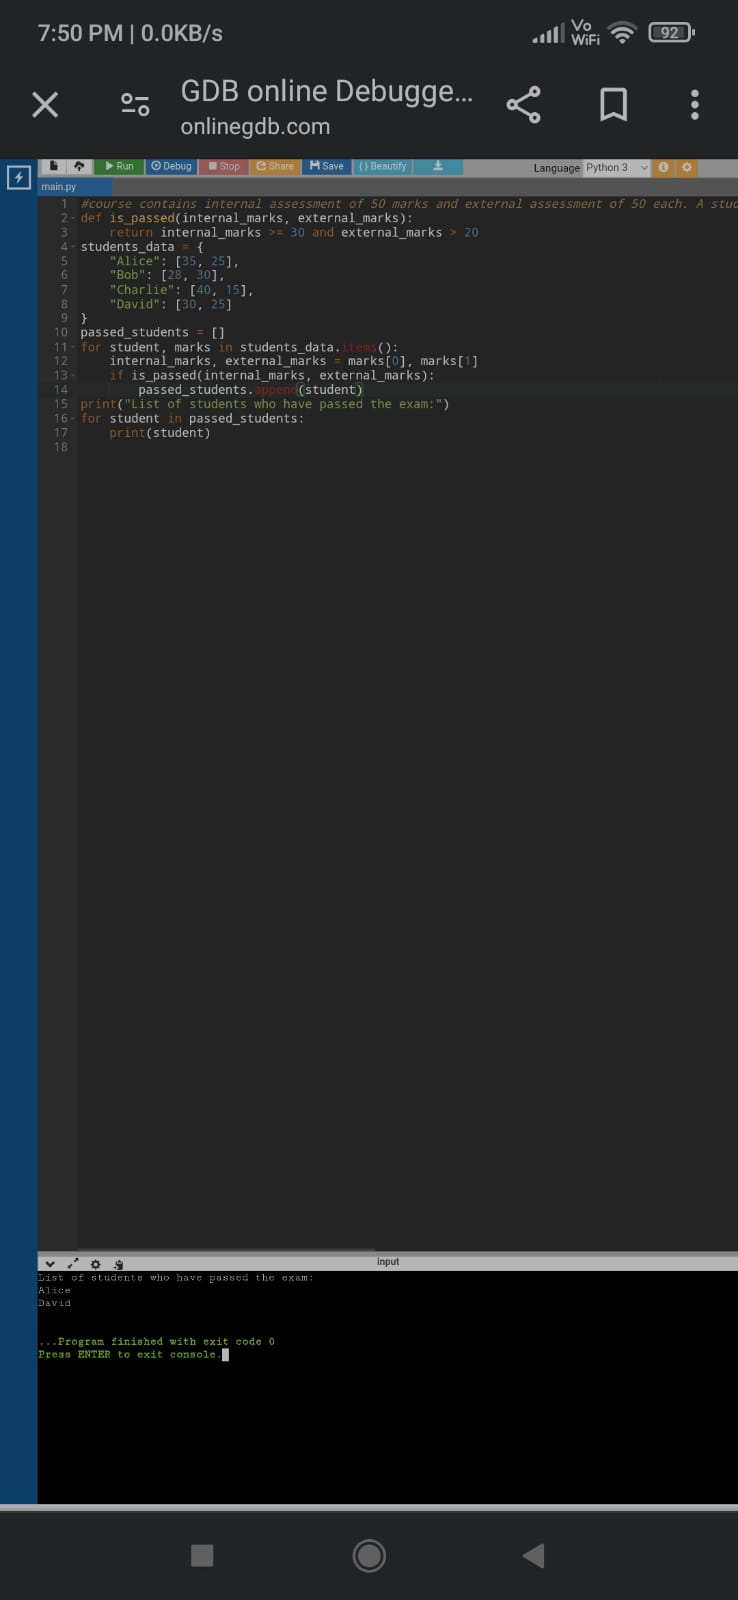 7:50 PM | 0.0KB/s
Vo WiFi 92
GDB online Debugge...
onlinegdb.com
Run Debug Stop Share Save {} Beautify
Language Python 3
main.py
1 #course contains internal assessment of 50 marks and external assessment of 50 each. A stud
2 def is_passed(internal_marks, external_marks):
3     return internal_marks >= 30 and external_marks > 20
4 students_data = {
5     "Alice": [35, 25],
6     "Bob": [28, 30],
7     "Charlie": [40, 15],
8     "David": [30, 25]
9 }
10 passed_students = []
11 for student, marks in students_data.items():
12     internal_marks, external_marks = marks[0], marks[1]
13     if is_passed(internal_marks, external_marks):
14         passed_students.append(student)
15 print("List of students who have passed the exam:")
16 for student in passed_students:
17     print(student)
18
input
List of students who have passed the exam:
Alice
David
...Program finished with exit code 0
Press ENTER to exit console.